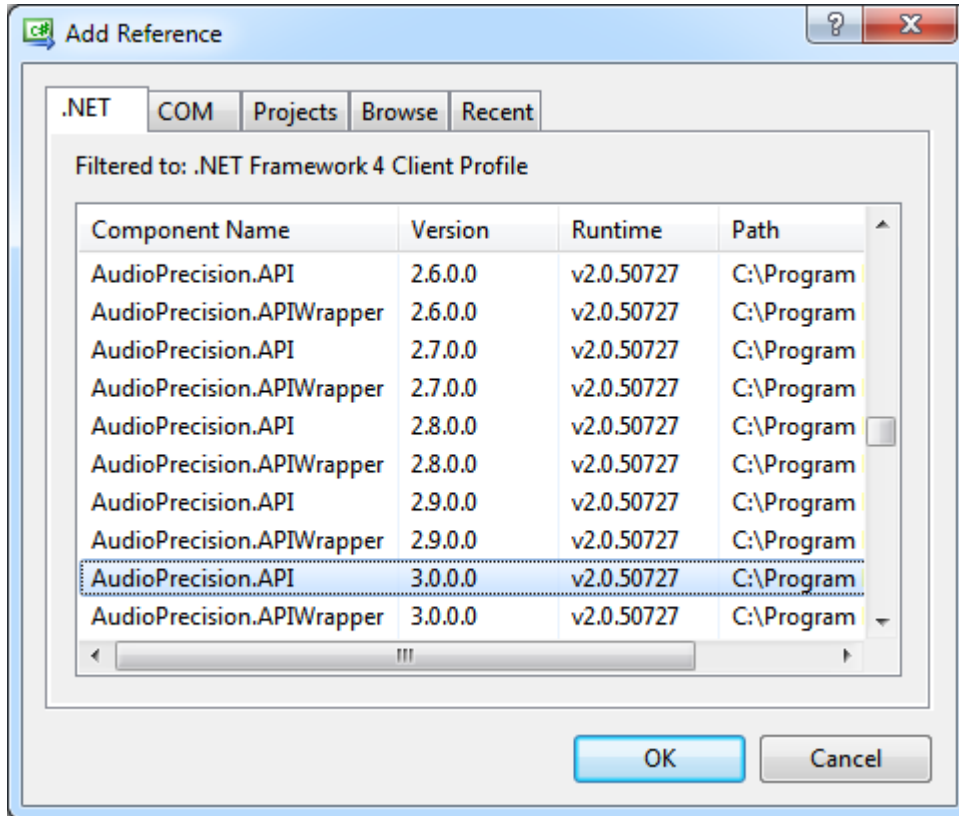 C# Add Reference
.NET COM Projects Browse Recent
Filtered to: .NET Framework 4 Client Profile
Component Name Version Runtime Path
AudioPrecision.API 2.6.0.0 v2.0.50727 C:\Program
AudioPrecision.APIWrapper 2.6.0.0 v2.0.50727 C:\Program
AudioPrecision.API 2.7.0.0 v2.0.50727 C:\Program
AudioPrecision.APIWrapper 2.7.0.0 v2.0.50727 C:\Program
AudioPrecision.API 2.8.0.0 v2.0.50727 C:\Program
AudioPrecision.APIWrapper 2.8.0.0 v2.0.50727 C:\Program
AudioPrecision.API 2.9.0.0 v2.0.50727 C:\Program
AudioPrecision.APIWrapper 2.9.0.0 v2.0.50727 C:\Program
AudioPrecision.API 3.0.0.0 v2.0.50727 C:\Program
AudioPrecision.APIWrapper 3.0.0.0 v2.0.50727 C:\Program
OK Cancel